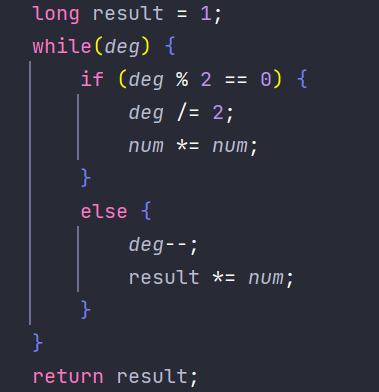 long result = 1;
while(deg) {
if (deg % 2 == 0) {
deg /= 2;
num *= num;
}
else {
deg--;
result *= num;
}
}
return result;